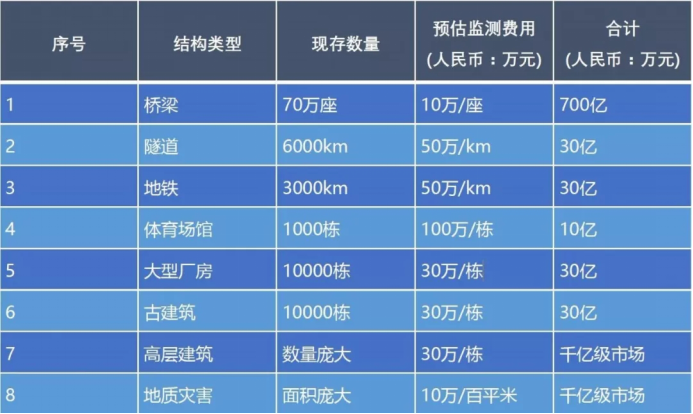 序号 结构类型 现存数量 预估监测费用 (人民币：万元) 合计 (人民币：万元)
1 桥梁 70万座 10万/座 700亿
2 隧道 6000km 50万/km 30亿
3 地铁 3000km 50万/km 30亿
4 体育场馆 1000栋 100万/栋 10亿
5 大型厂房 10000栋 30万/栋 30亿
6 古建筑 10000栋 30万/栋 30亿
7 高层建筑 数量庞大 30万/栋 千亿级市场
8 地质灾害 面积庞大 10万/百平米 千亿级市场